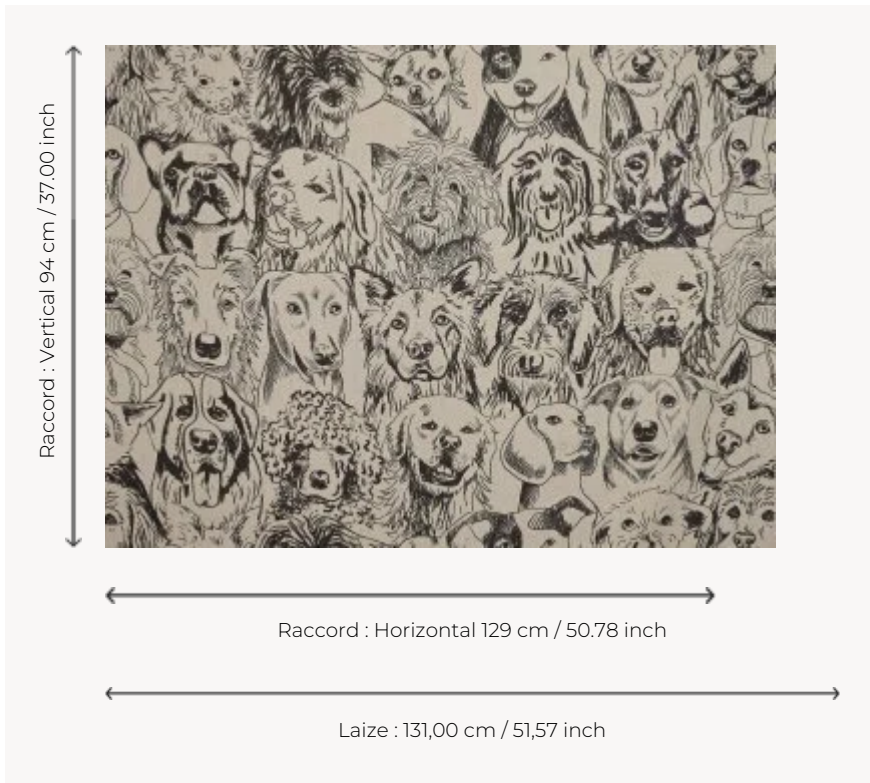 Raccord : Vertical 94 cm / 37.00 inch
Raccord : Horizontal 129 cm / 50.78 inch
Laize : 131,00 cm / 51,57 inch